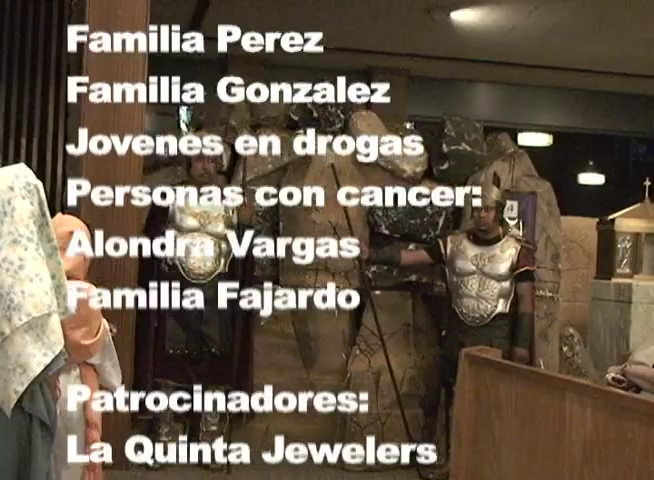 Familia Perez
Familia Gonzalez
Jovenes en drogas
Personas con cancer:
Alondra Vargas
Familia Fajardo
Patrocinadores:
La Quinta Jewelers